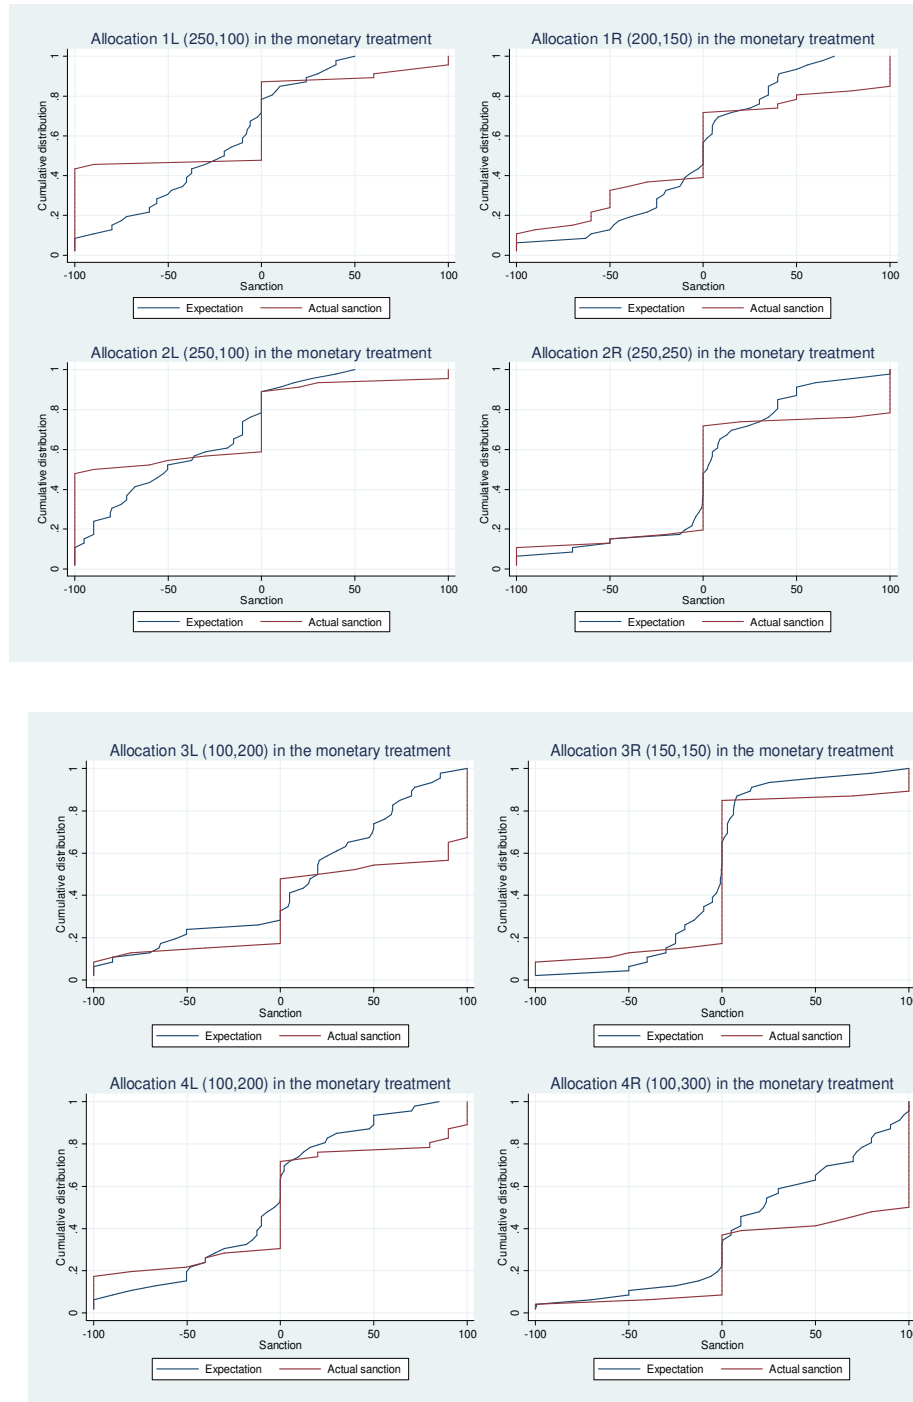 Allocation 1L (250,100) in the monetary treatment
Cumulative distribution
0 .2 .4 .6 .8 1
-100 -50 0 50 100
Sanction
Expectation Actual sanction
Allocation 1R (200,150) in the monetary treatment
Cumulative distribution
0 .2 .4 .6 .8 1
-100 -50 0 50 100
Sanction
Expectation Actual sanction
Allocation 2L (250,100) in the monetary treatment
Cumulative distribution
0 .2 .4 .6 .8 1
-100 -50 0 50 100
Sanction
Expectation Actual sanction
Allocation 2R (250,250) in the monetary treatment
Cumulative distribution
0 .2 .4 .6 .8 1
-100 -50 0 50 100
Sanction
Expectation Actual sanction
Allocation 3L (100,200) in the monetary treatment
Cumulative distribution
0 .2 .4 .6 .8 1
-100 -50 0 50 100
Sanction
Expectation Actual sanction
Allocation 3R (150,150) in the monetary treatment
Cumulative distribution
0 .2 .4 .6 .8 1
-100 -50 0 50 100
Sanction
Expectation Actual sanction
Allocation 4L (100,200) in the monetary treatment
Cumulative distribution
0 .2 .4 .6 .8 1
-100 -50 0 50 100
Sanction
Expectation Actual sanction
Allocation 4R (100,300) in the monetary treatment
Cumulative distribution
0 .2 .4 .6 .8 1
-100 -50 0 50 100
Sanction
Expectation Actual sanction